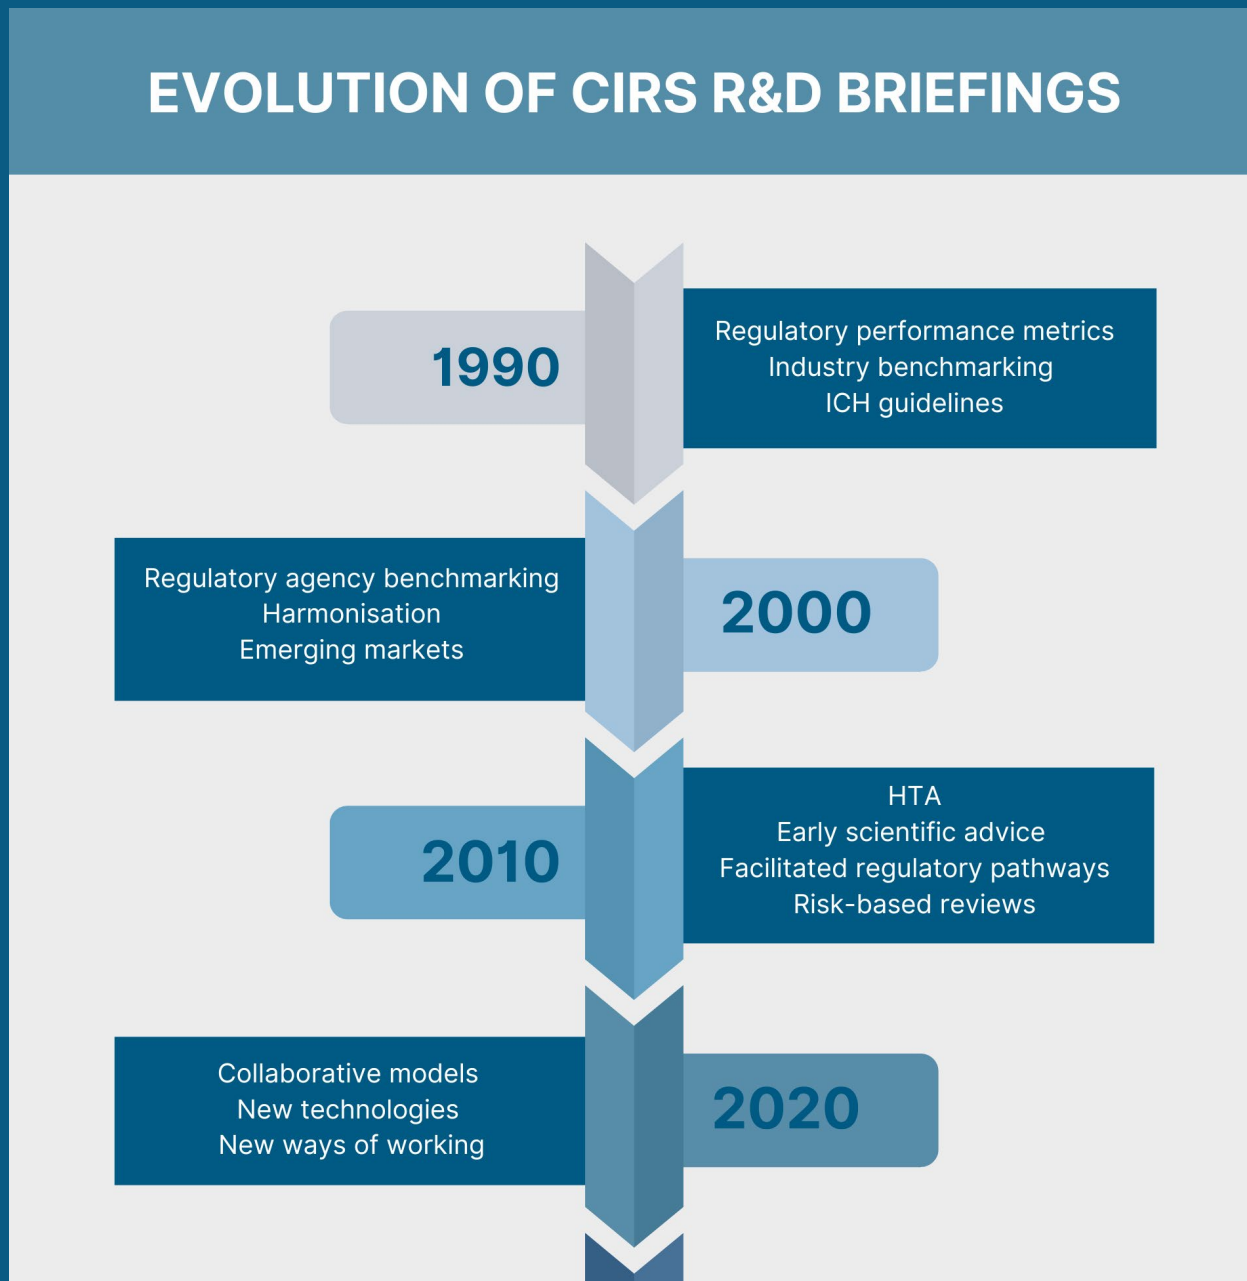 EVOLUTION OF CIRS R&D BRIEFINGS
1990
Regulatory performance metrics
Industry benchmarking
ICH guidelines
Regulatory agency benchmarking
Harmonisation
Emerging markets
2000
2010
HTA
Early scientific advice
Facilitated regulatory pathways
Risk-based reviews
Collaborative models
New technologies
New ways of working
2020